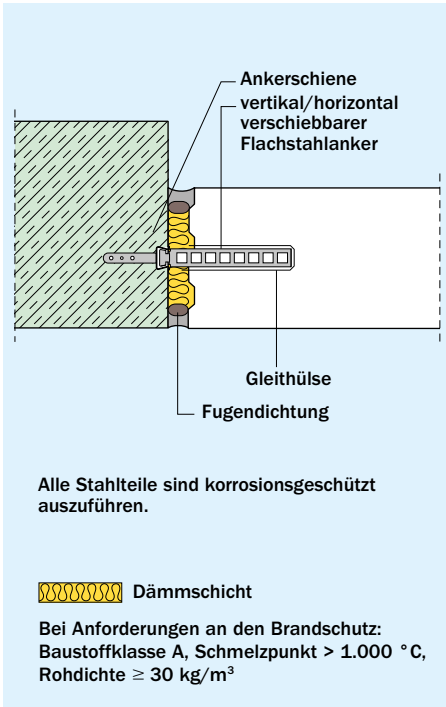 Ankerschiene
vertikal/horizontal
verschiebbarer
Flachstahlanker
Gleithülse
Fugendichtung
Alle Stahlteile sind korrosionsgeschützt
auszuführen.
Dämmschicht
Bei Anforderungen an den Brandschutz:
Baustoffklasse A, Schmelzpunkt > 1.000 °C,
Rohdichte ≥ 30 kg/m³